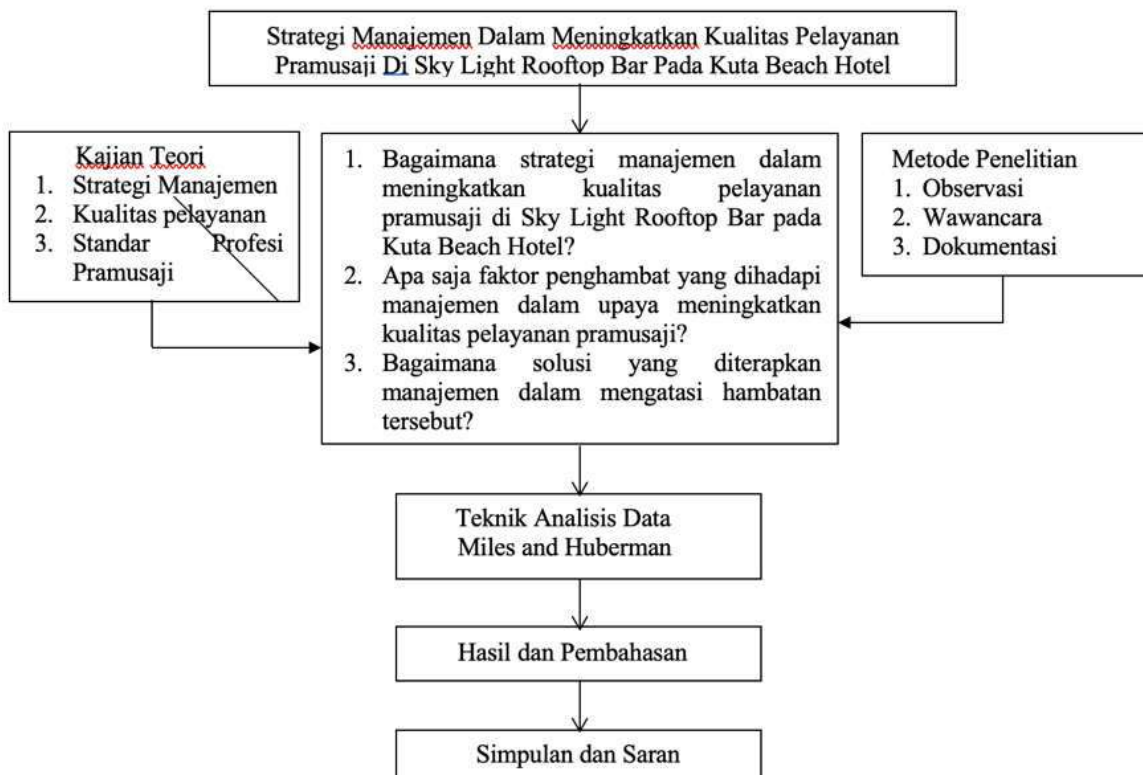 Strategi Manajemen Dalam Meningkatkan Kualitas Pelayanan
Pramusaji Di Sky Light Rooftop Bar Pada Kuta Beach Hotel
Kajian Teori
1. Strategi Manajemen
2. Kualitas pelayanan
3. Standar Profesi
Pramusaji
1. Bagaimana strategi manajemen dalam
meningkatkan kualitas pelayanan
pramusaji di Sky Light Rooftop Bar pada
Kuta Beach Hotel?
2. Apa saja faktor penghambat yang dihadapi
manajemen dalam upaya meningkatkan
kualitas pelayanan pramusaji?
3. Bagaimana solusi yang diterapkan
manajemen dalam mengatasi hambatan
tersebut?
Metode Penelitian
1. Observasi
2. Wawancara
3. Dokumentasi
Teknik Analisis Data
Miles and Huberman
Hasil dan Pembahasan
Simpulan dan Saran